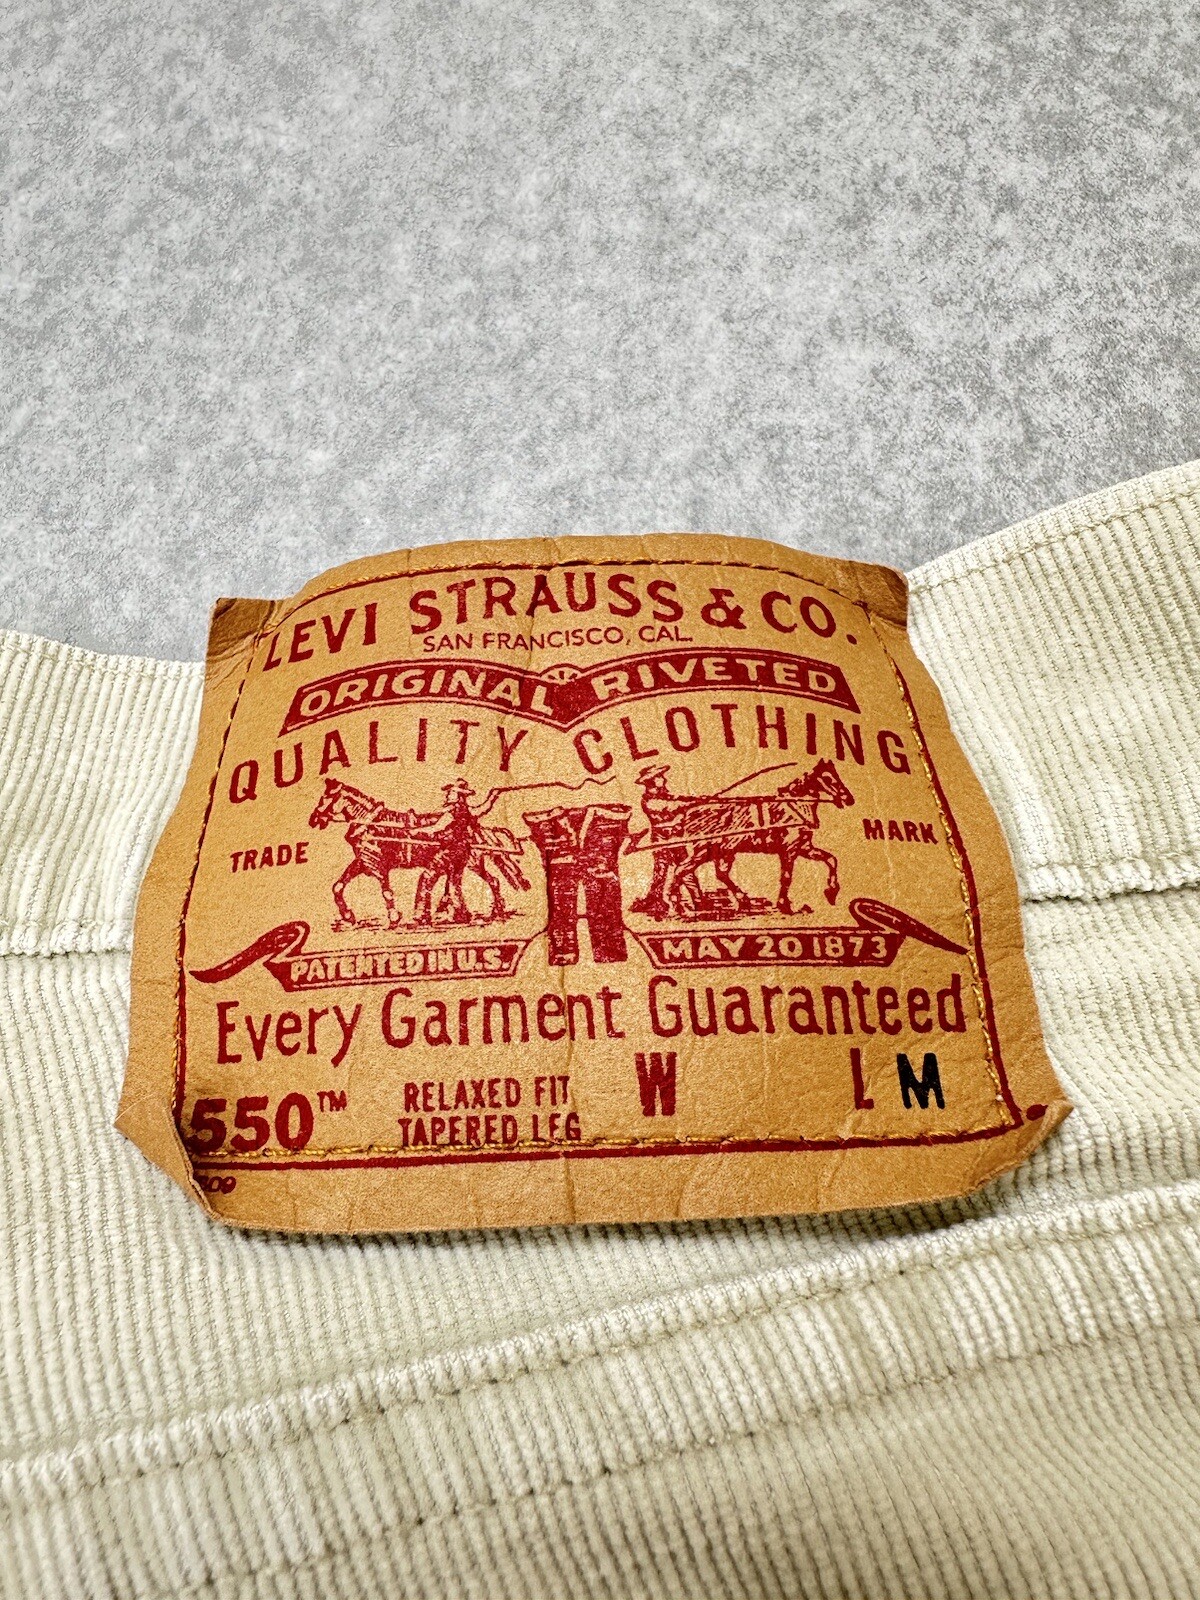 LEVI STRAUSS & CO.
SAN FRANCISCO, CAL.
ORIGINAL RIVETED
QUALITY CLOTHING
TRADE MARK
PATENTED IN U.S. MAY 20 1873
Every Garment Guaranteed
550™ RELAXED FIT W L M
TAPERED LEG